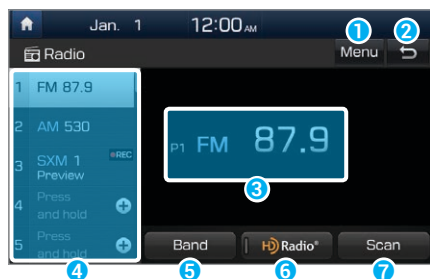 Jan. 1 12:00 AM
1 2
Radio Menu
1 FM 87.9
2 AM 530
P1 FM 87.9
3 SXM 1 REC
Preview
3
4 Press
and hold
5 Press
and hold
Band HD Radio® Scan
4 5 6 7